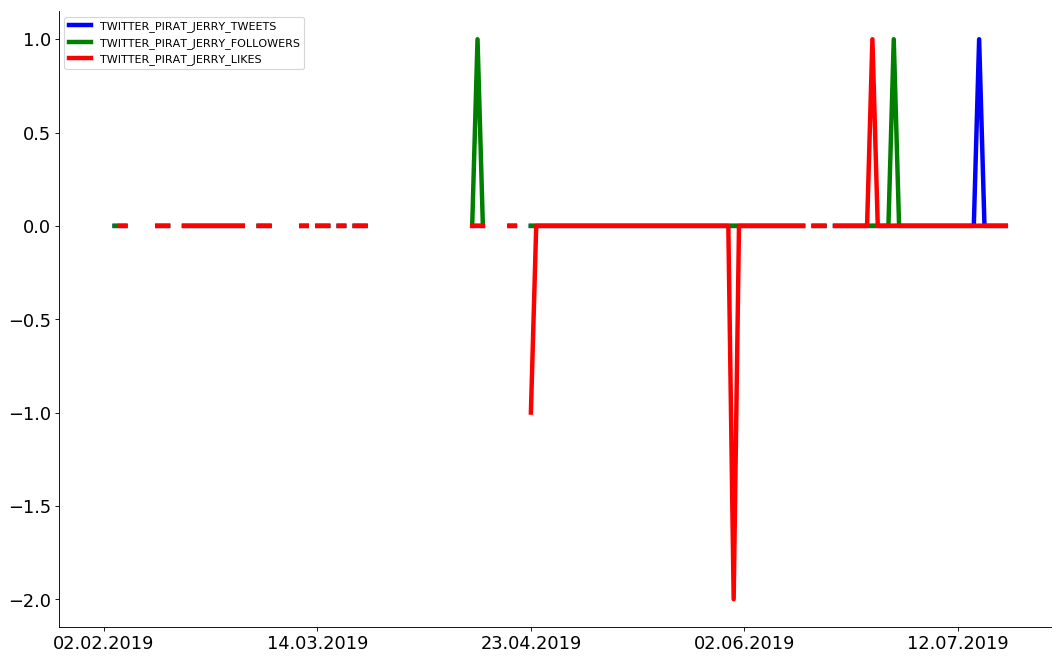 TWITTER_PIRAT_JERRY_TWEETS
TWITTER_PIRAT_JERRY_FOLLOWERS
TWITTER_PIRAT_JERRY_LIKES
1.0
0.5
0.0
−0.5
−1.0
−1.5
−2.0
02.02.2019 14.03.2019 23.04.2019 02.06.2019 12.07.2019